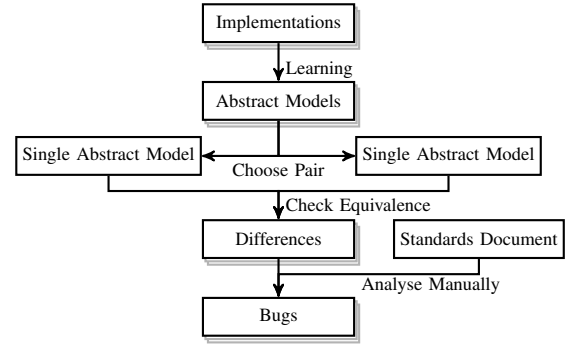 Implementations
Learning
Abstract Models
Single Abstract Model
Single Abstract Model
Choose Pair
Check Equivalence
Differences
Standards Document
Analyse Manually
Bugs